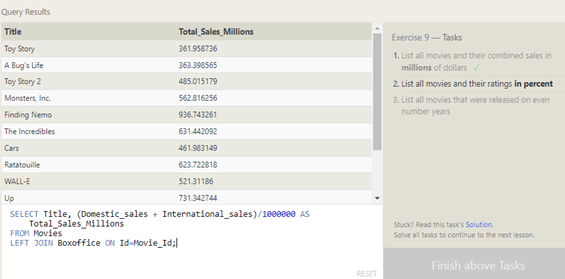 Query Results
Title Total_Sales_Millions
Toy Story 361.958736
A Bug's Life 363.398565
Toy Story 2 485.015179
Monsters, Inc. 562.816256
Finding Nemo 936.743261
The Incredibles 631.442092
Cars 461.983149
Ratatouille 623.722818
WALL-E 521.31186
Up 731.342744
SELECT Title, (Domestic_sales + International_sales)/1000000 AS
Total_Sales_Millions
FROM Movies
LEFT JOIN Boxoffice ON Id=Movie_Id;
RESET
Exercise 9 — Tasks
1. List all movies and their combined sales in
millions of dollars ✓
2. List all movies and their ratings in percent
3. List all movies that were released on even
number years
Stuck? Read this task's Solution.
Solve all tasks to continue to the next lesson.
Finish above Tasks